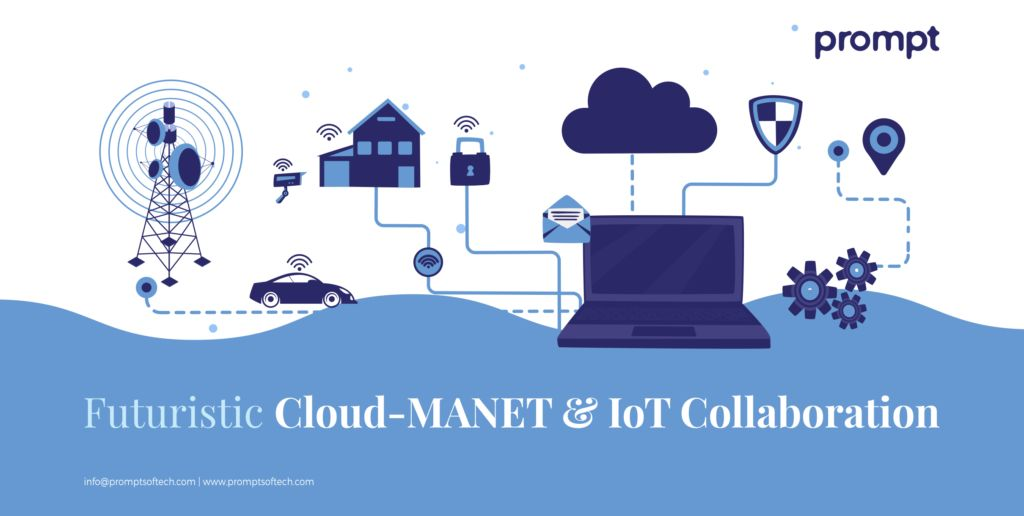 prompt
Futuristic Cloud-MANET & IoT Collaboration
info@promptsoftech.com | www.promptsoftech.com